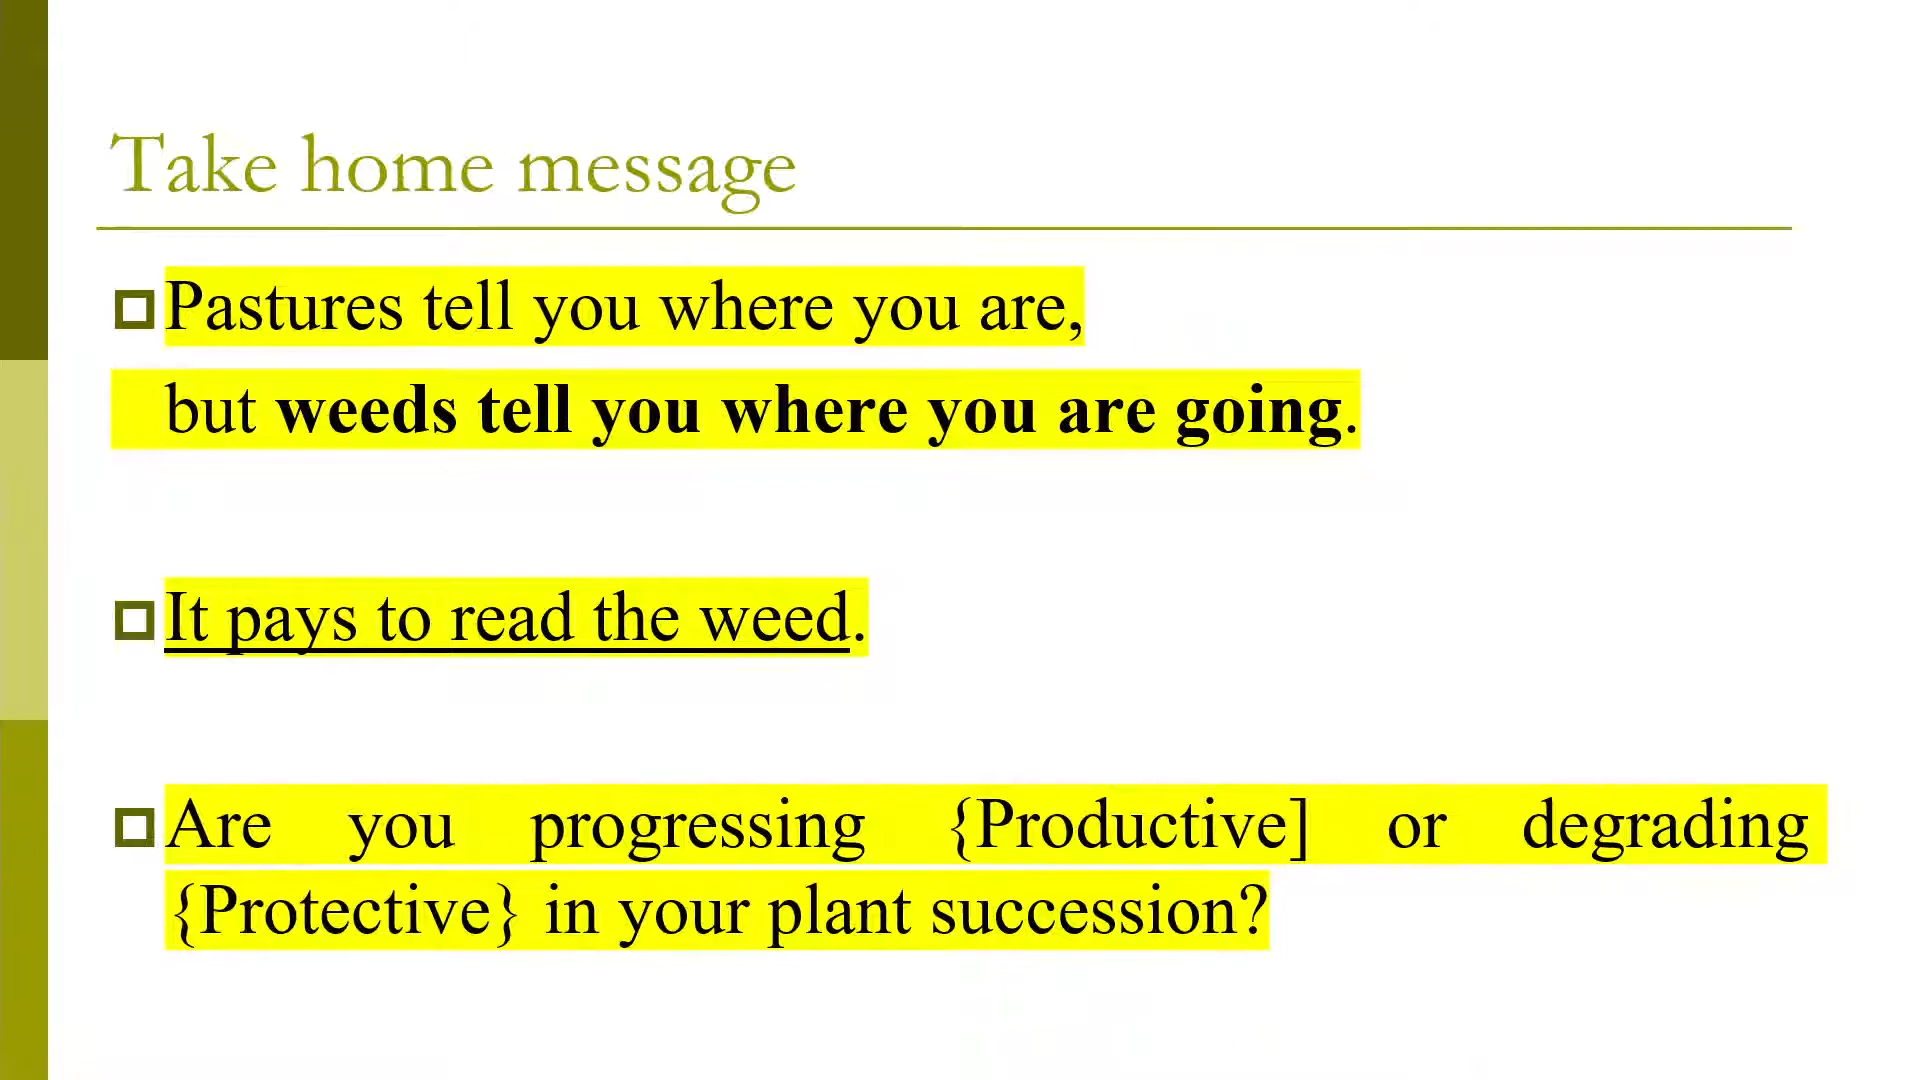 Take home message
Pastures tell you where you are,
but weeds tell you where you are going.
It pays to read the weed.
Are you progressing {Productive] or degrading
{Protective} in your plant succession?